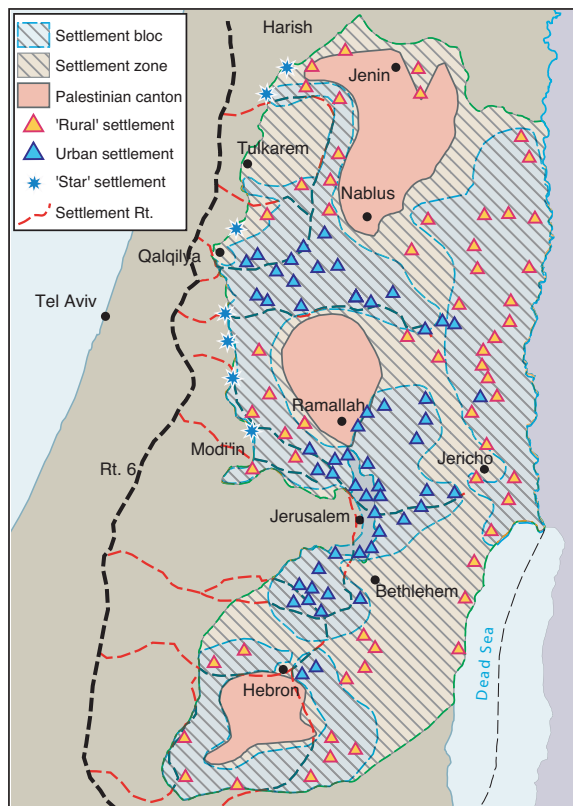 Settlement bloc
Settlement zone
Palestinian canton
'Rural' settlement
Urban settlement
'Star' settlement
Settlement Rt.
Harish
Jenin
Tulkarem
Nablus
Qalqilya
Tel Aviv
Ramallah
Modi'in
Rt. 6
Jericho
Jerusalem
Bethlehem
Hebron
Dead Sea